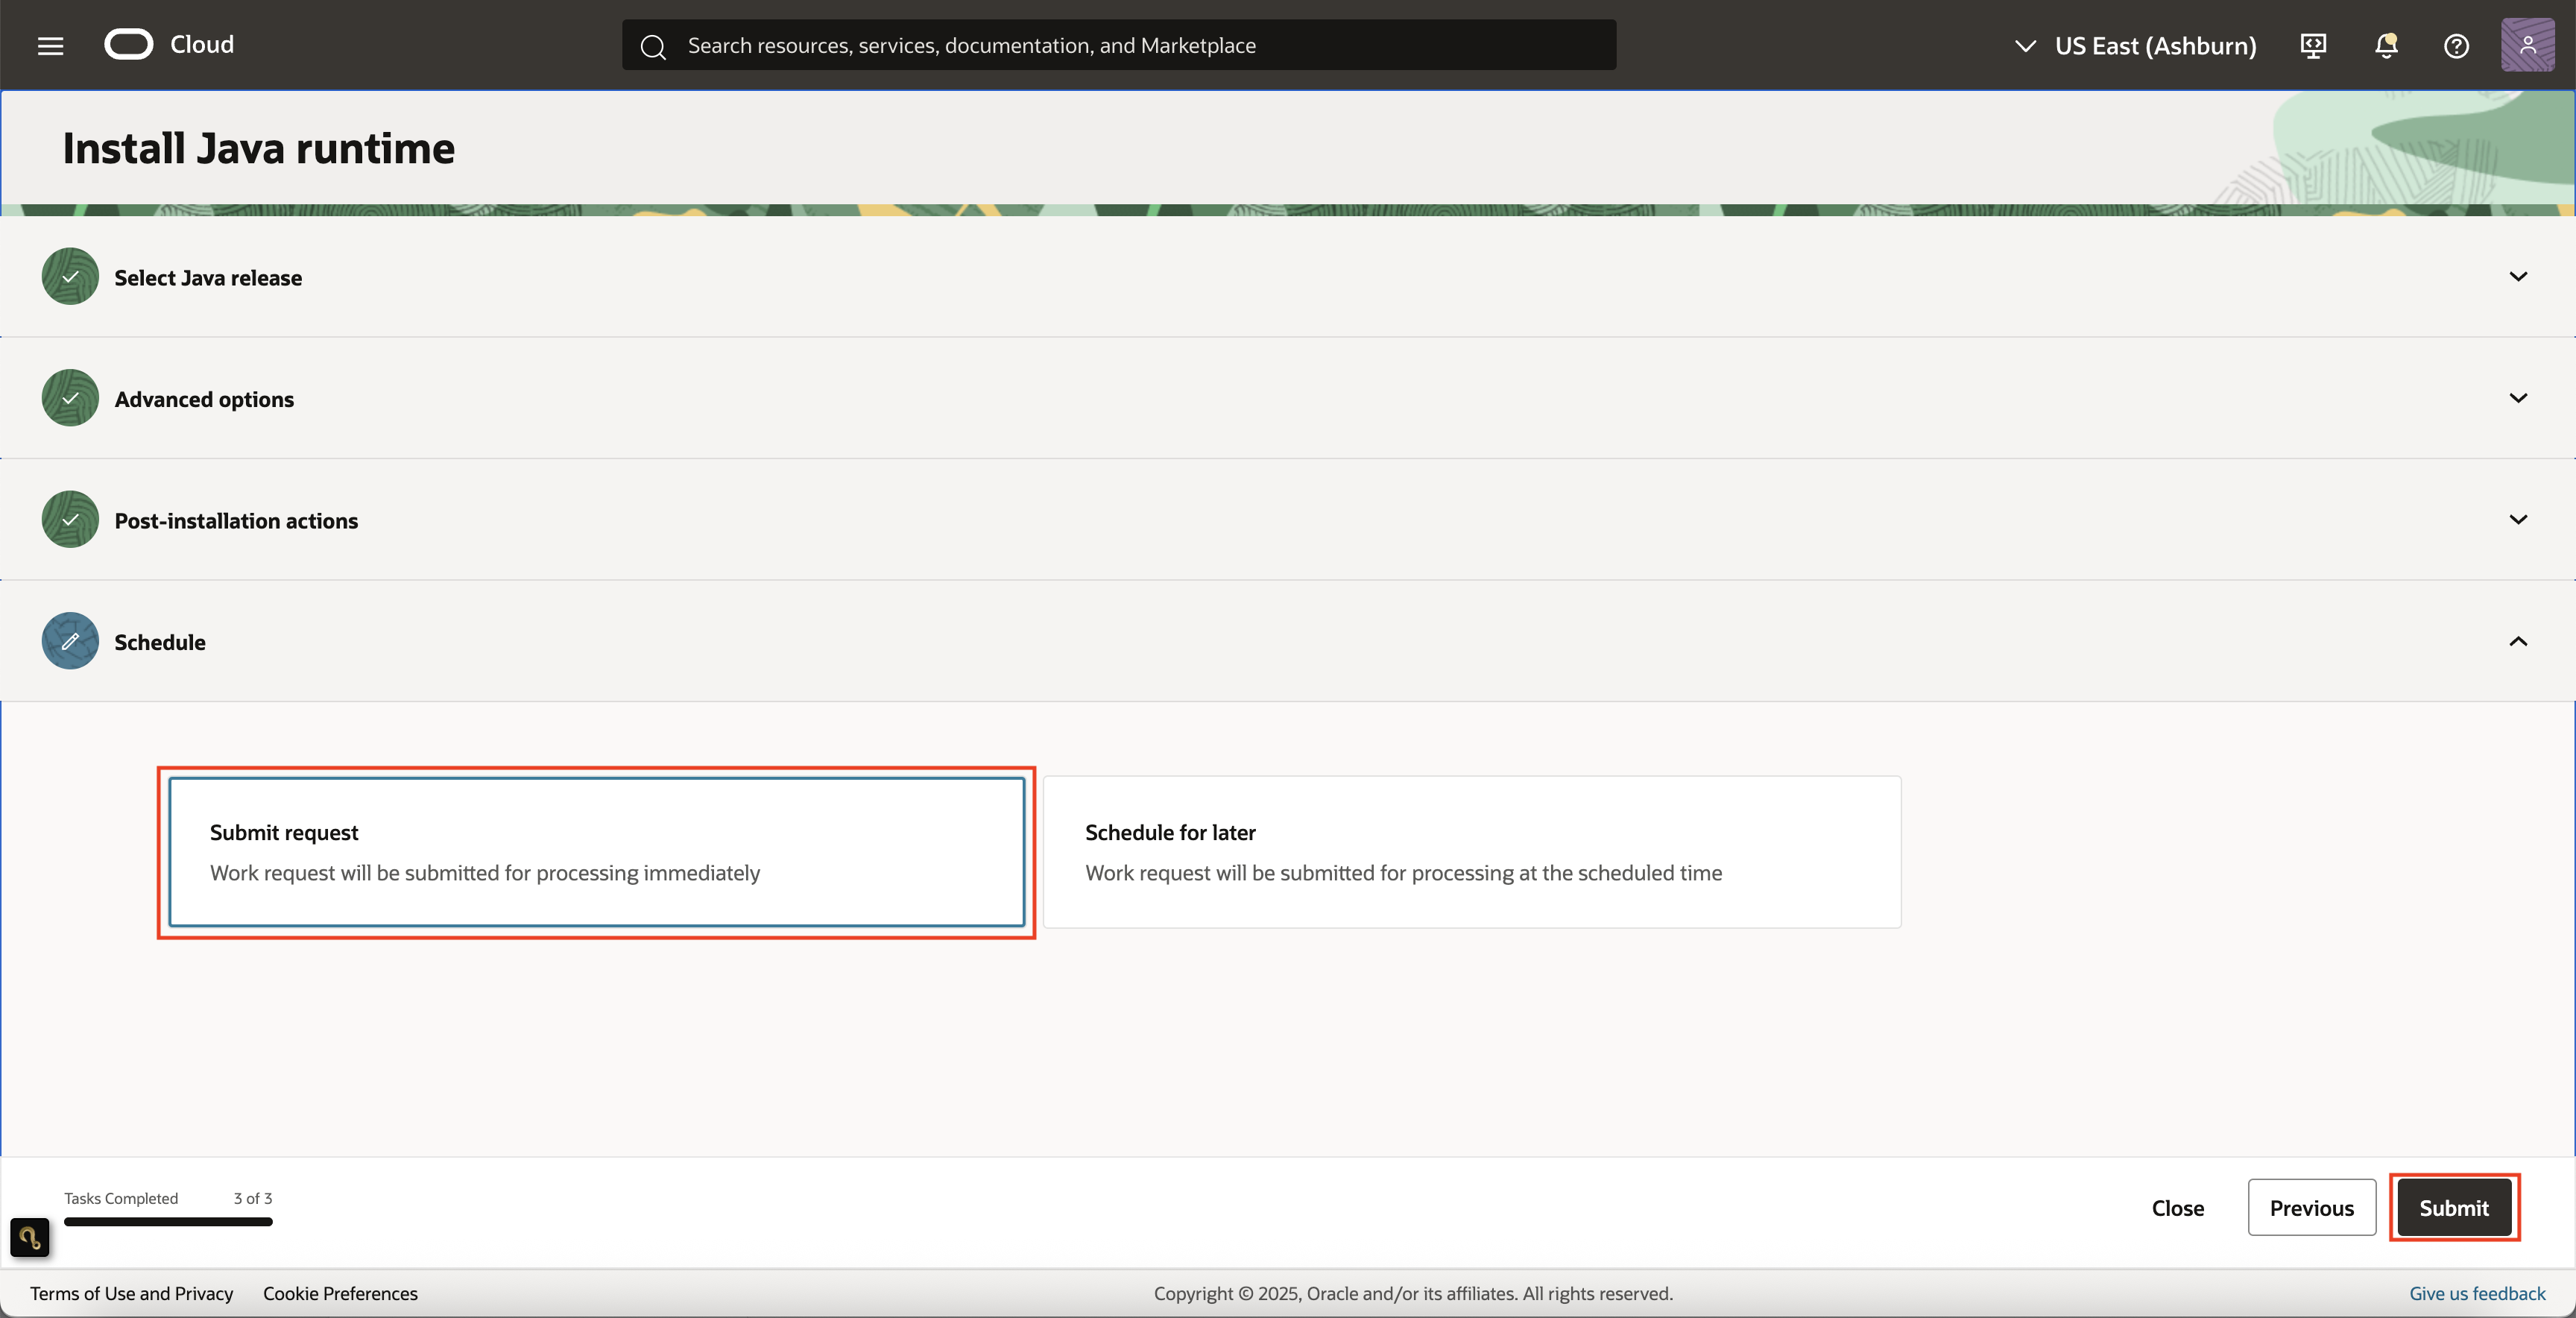 Cloud
Search resources, services, documentation, and Marketplace
US East (Ashburn)
Install Java runtime
Select Java release
Advanced options
Post-installation actions
Schedule
Submit request
Work request will be submitted for processing immediately
Schedule for later
Work request will be submitted for processing at the scheduled time
Tasks Completed 3 of 3
Close
Previous
Submit
Terms of Use and Privacy
Cookie Preferences
Copyright © 2025, Oracle and/or its affiliates. All rights reserved.
Give us feedback